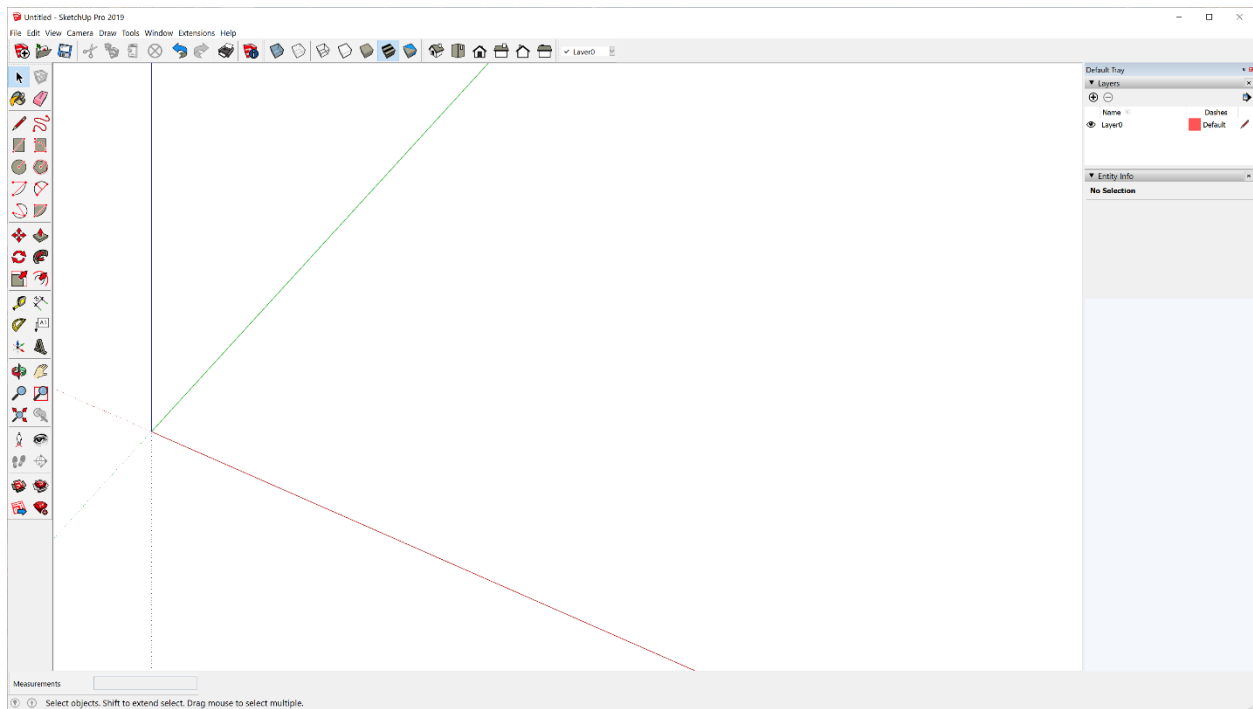 Untitled - SketchUp Pro 2019
File Edit View Camera Draw Tools Window Extensions Help
Layer0
Default Tray
Layers
Name Dashes
Layer0 Default
Entity Info
No Selection
A1
Measurements
Select objects. Shift to extend select. Drag mouse to select multiple.